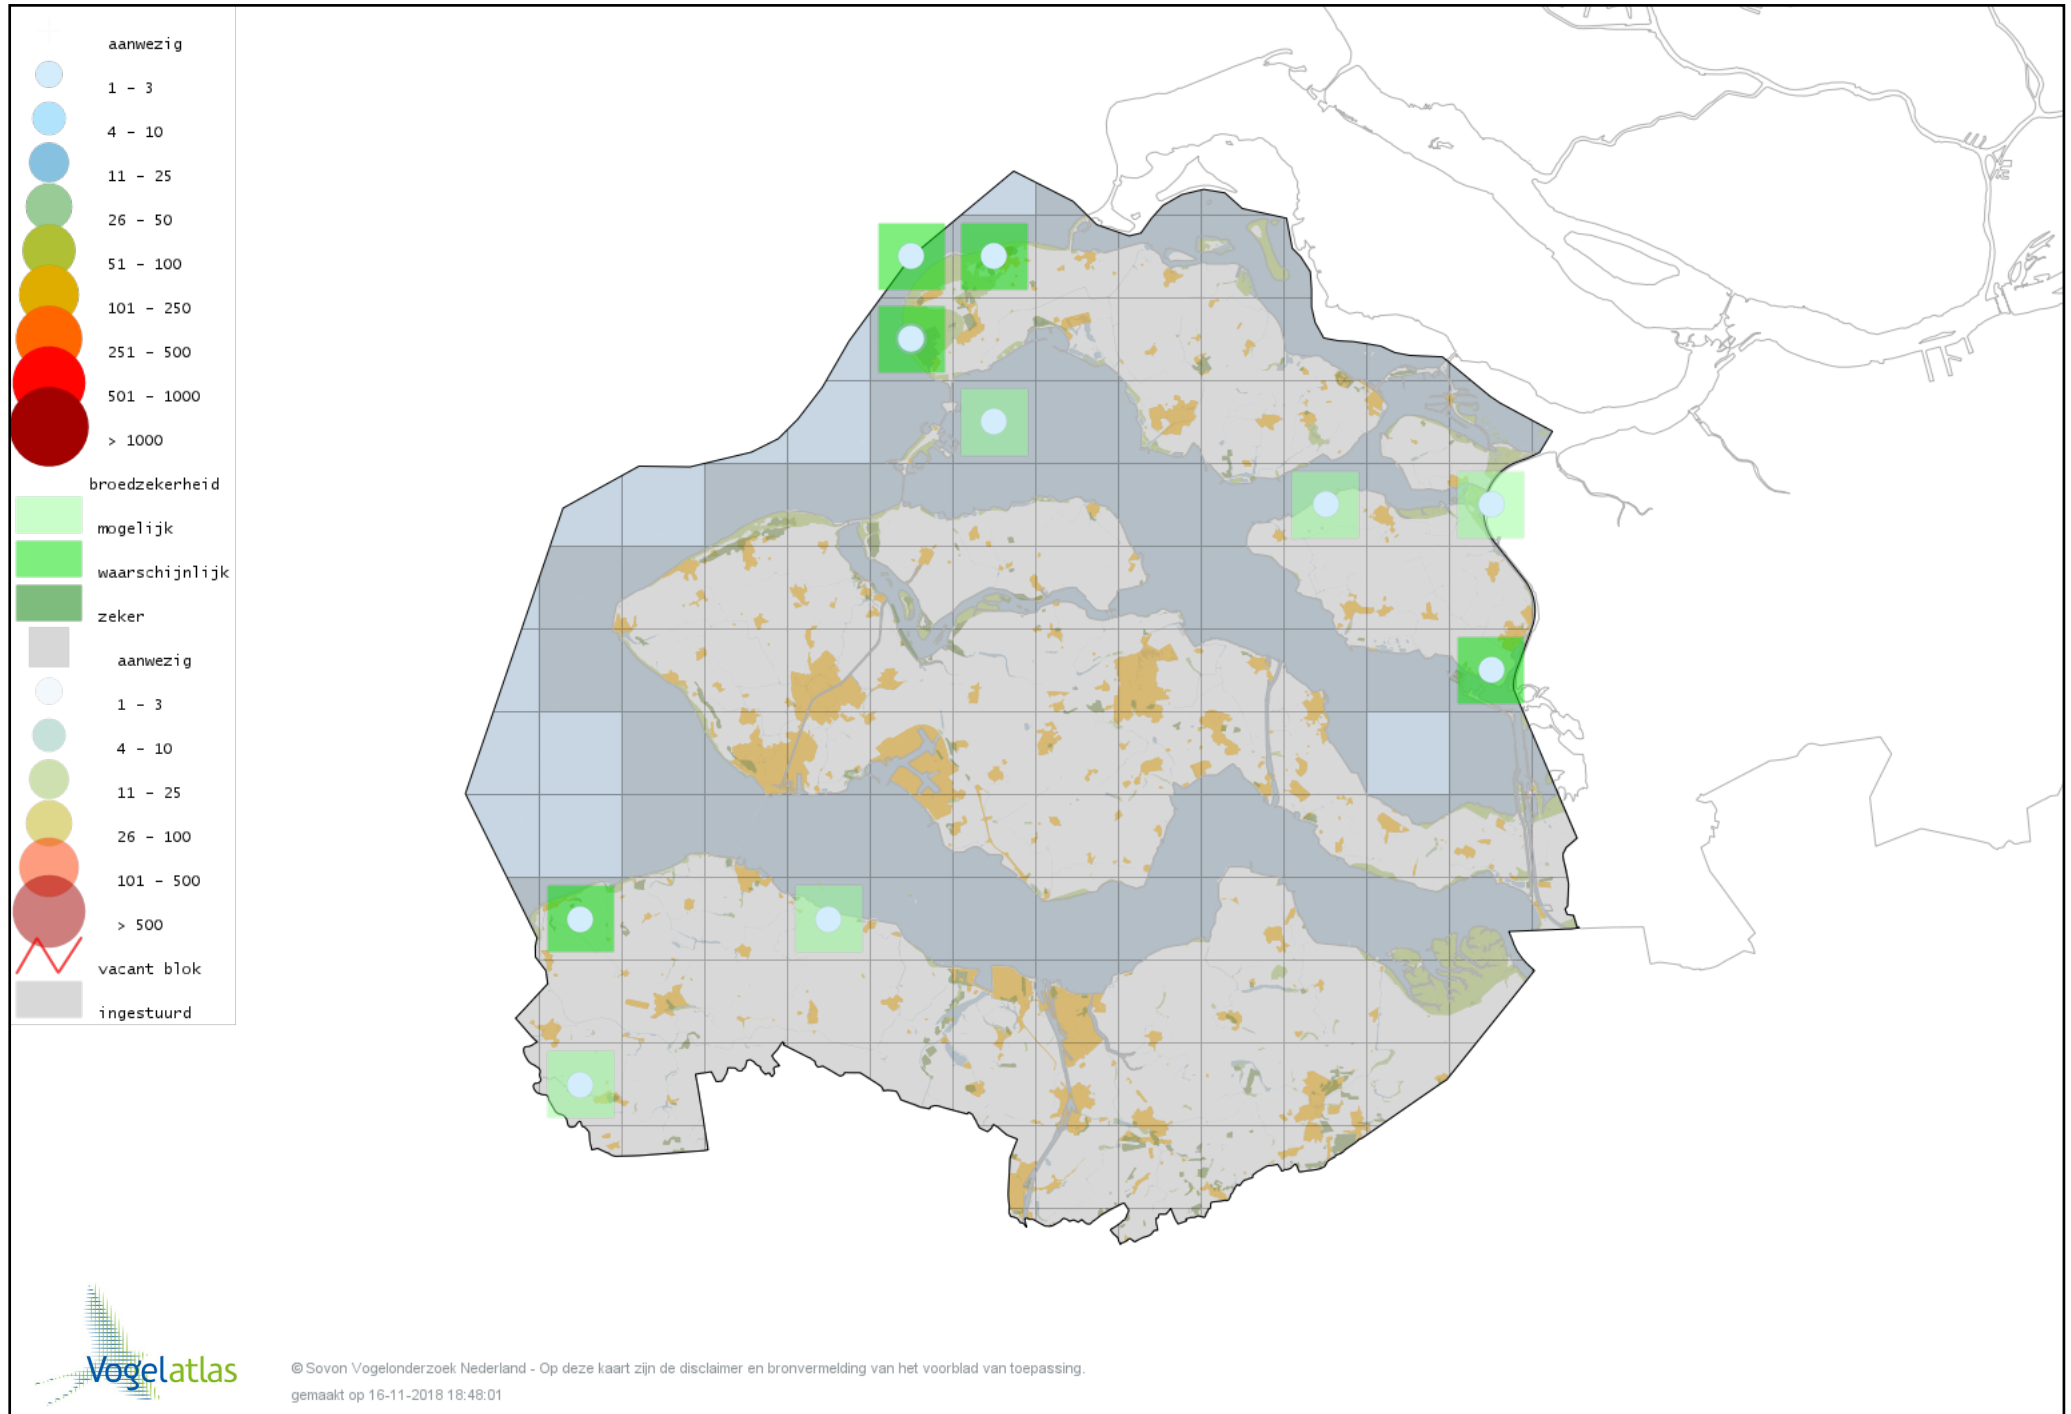 aanwezig
1 - 3
4 - 10
11 - 25
26 - 50
51 - 100
101 - 250
251 - 500
501 - 1000
> 1000
broedzekerheid
mogelijk
waarschijnlijk
zeker
aanwezig
1 - 3
4 - 10
11 - 25
26 - 100
101 - 500
> 500
vacant blok
ingestuurd
Vogelatlas
© Sovon Vogelonderzoek Nederland - Op deze kaart zijn de disclaimer en bronvermelding van het voorblad van toepassing.
gemaakt op 16-11-2018 18:48:01